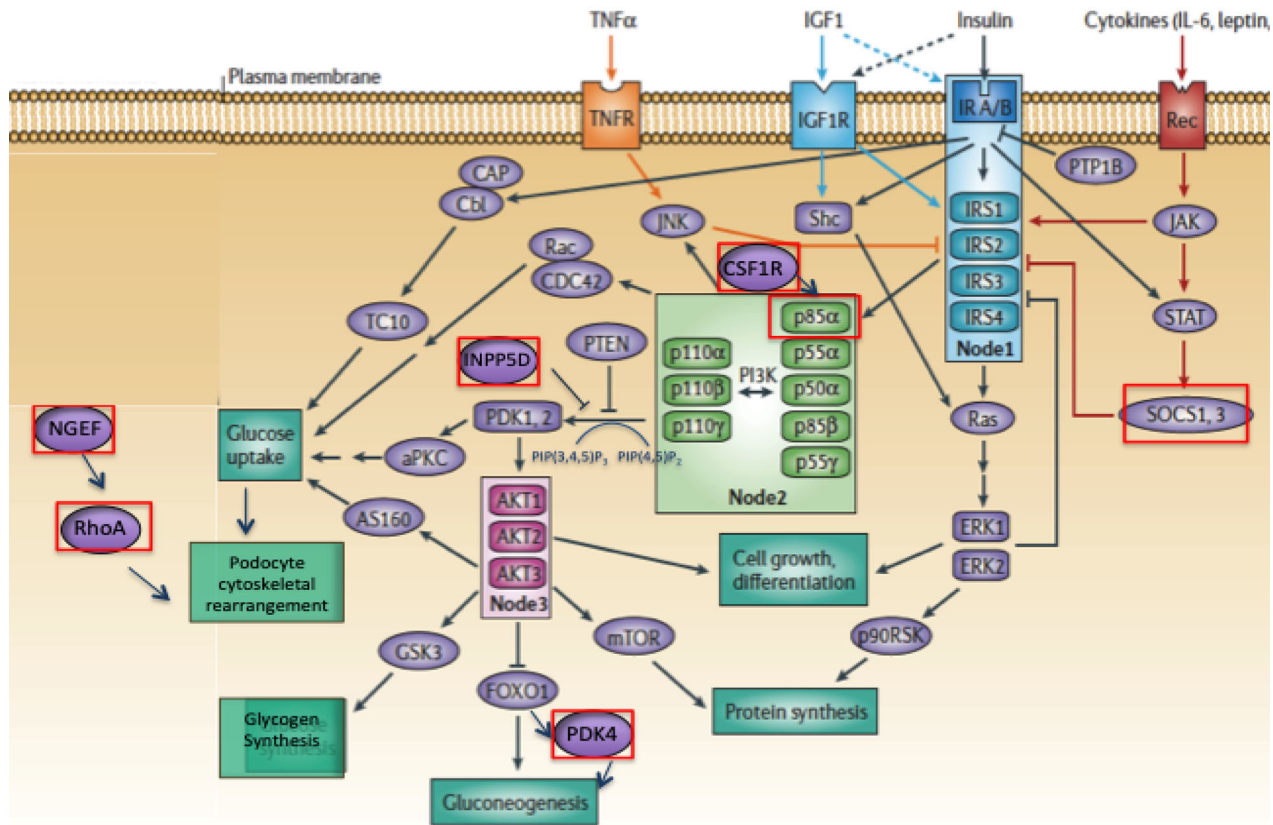 TNFα
IGF1
Insulin
Cytokines (IL-6, leptin,
Plasma membrane
TNFR
IGF1R
IR A/B
Rec
PTP1B
CAP
Cbl
JNK
Shc
IRS1
IRS2
IRS3
IRS4
Node1
JAK
STAT
SOCS1, 3
Rac
CDC42
CSF1R
TC10
INPP5D
PTEN
p85α
p55α
p50α
p85β
p55γ
p110α
p110β
p110γ
PI3K
Node2
Ras
NGEF
RhoA
Glucose
uptake
aPKC
PDK1, 2
PIP(3,4,5)P3
PIP(4,5)P2
AS160
AKT1
AKT2
AKT3
Node3
Podocyte
cytoskeletal
rearrangement
Cell growth,
differentiation
ERK1
ERK2
GSK3
mTOR
p90RSK
FOXO1
PDK4
Glycogen
Synthesis
Protein synthesis
Gluconeogenesis